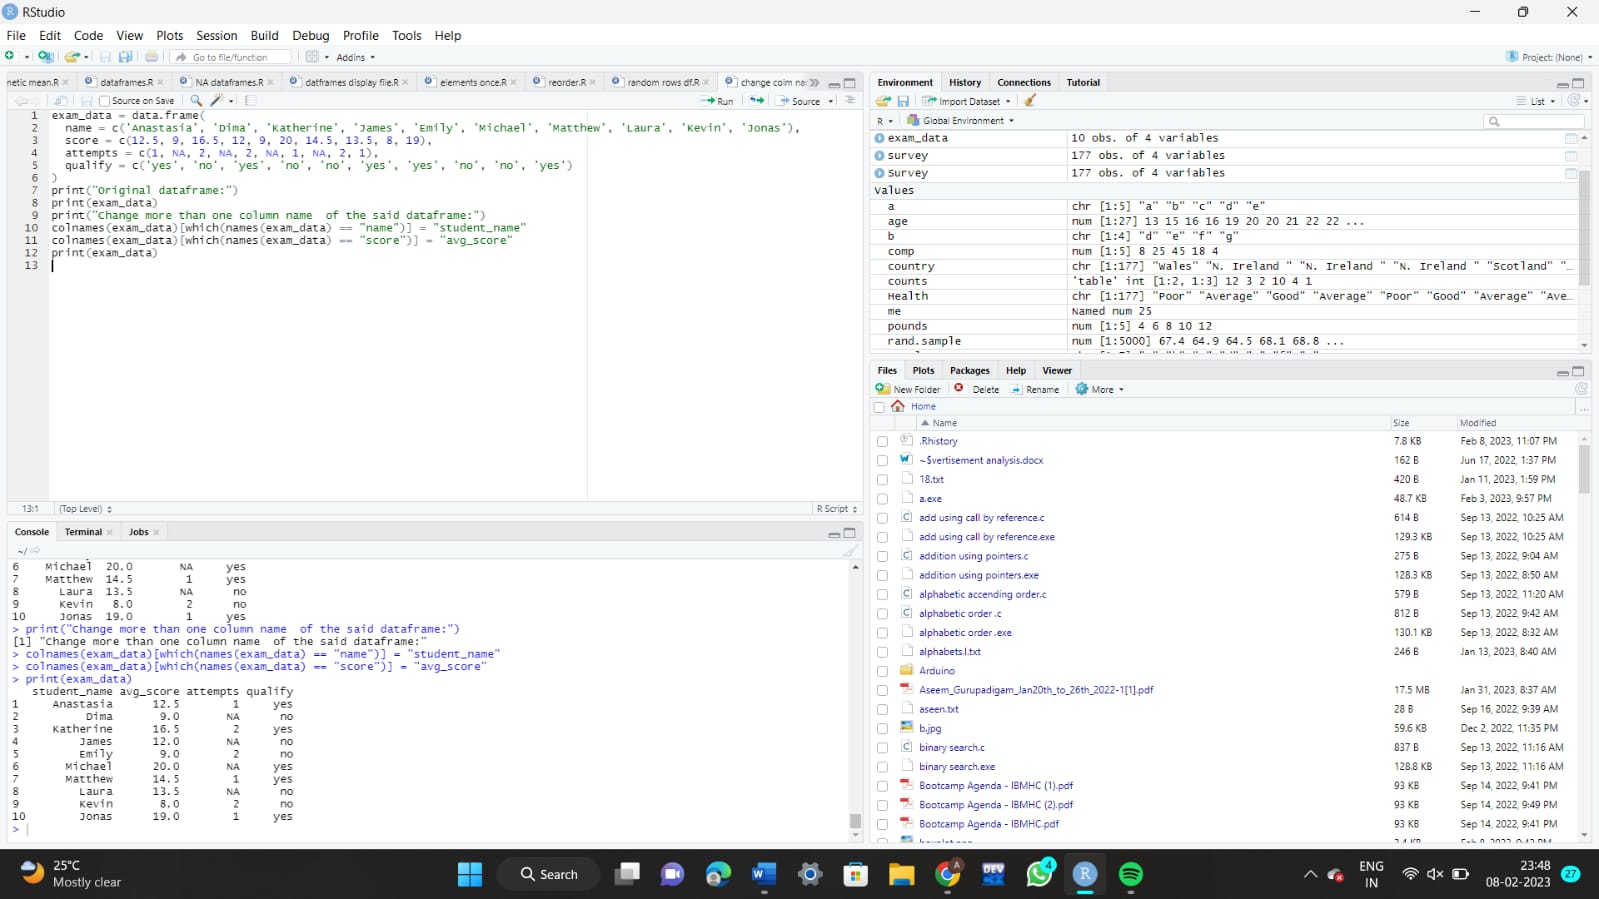 RStudio
File Edit Code View Plots Session Build Debug Profile Tools Help
Go to file/function Addins Project: (None)
netic mean.R dataframes.R NA dataframes.R datframes display file.R elements once.R reorder.R random rows df.R change colm na
Source on Save Run Source
1 exam_data = data.frame(
2 name = c('Anastasia', 'Dima', 'Katherine', 'James', 'Emily', 'Michael', 'Matthew', 'Laura', 'Kevin', 'Jonas'),
3 score = c(12.5, 9, 16.5, 12, 9, 20, 14.5, 13.5, 8, 19),
4 attempts = c(1, NA, 2, NA, 2, NA, 1, NA, 2, 1),
5 qualify = c('yes', 'no', 'yes', 'no', 'no', 'yes', 'yes', 'no', 'no', 'yes')
6 )
7 print("Original dataframe:")
8 print(exam_data)
9 print("Change more than one column name  of the said dataframe:")
10 colnames(exam_data)[which(names(exam_data) == "name")] = "student_name"
11 colnames(exam_data)[which(names(exam_data) == "score")] = "avg_score"
12 print(exam_data)
13
13:1 (Top Level) R Script
Console Terminal Jobs
~/
6 Michael 20.0 NA yes
7 Matthew 14.5 1 yes
8 Laura 13.5 NA no
9 Kevin 8.0 2 no
10 Jonas 19.0 1 yes
> print("Change more than one column name  of the said dataframe:")
[1] "Change more than one column name  of the said dataframe:"
> colnames(exam_data)[which(names(exam_data) == "name")] = "student_name"
> colnames(exam_data)[which(names(exam_data) == "score")] = "avg_score"
> print(exam_data)
student_name avg_score attempts qualify
1 Anastasia 12.5 1 yes
2 Dima 9.0 NA no
3 Katherine 16.5 2 yes
4 James 12.0 NA no
5 Emily 9.0 2 no
6 Michael 20.0 NA yes
7 Matthew 14.5 1 yes
8 Laura 13.5 NA no
9 Kevin 8.0 2 no
10 Jonas 19.0 1 yes
>
Environment History Connections Tutorial
Import Dataset List
R Global Environment
exam_data 10 obs. of 4 variables
survey 177 obs. of 4 variables
Survey 177 obs. of 4 variables
Values
a chr [1:5] "a" "b" "c" "d" "e"
age num [1:27] 13 15 16 16 19 20 20 21 22 22 ...
b chr [1:4] "d" "e" "f" "g"
comp num [1:5] 8 25 45 18 4
country chr [1:177] "Wales" "N. Ireland " "N. Ireland " "N. Ireland " "Scotland" "…
counts 'table' int [1:2, 1:3] 12 3 2 10 4 1
Health chr [1:177] "Poor" "Average" "Good" "Average" "Poor" "Good" "Average" "Ave…
me Named num 25
pounds num [1:5] 4 6 8 10 12
rand.sample num [1:5000] 67.4 64.9 64.5 68.1 68.8 ...
Files Plots Packages Help Viewer
New Folder Delete Rename More
Home ...
Name Size Modified
.Rhistory 7.8 KB Feb 8, 2023, 11:07 PM
~$vertisement analysis.docx 162 B Jun 17, 2022, 1:37 PM
18.txt 420 B Jan 11, 2023, 1:59 PM
a.exe 48.7 KB Feb 3, 2023, 9:57 PM
add using call by reference.c 614 B Sep 13, 2022, 10:25 AM
add using call by reference.exe 129.3 KB Sep 13, 2022, 10:25 AM
addition using pointers.c 275 B Sep 13, 2022, 9:04 AM
addition using pointers.exe 128.3 KB Sep 13, 2022, 8:50 AM
alphabetic accending order.c 579 B Sep 13, 2022, 11:20 AM
alphabetic order .c 812 B Sep 13, 2022, 9:42 AM
alphabetic order .exe 130.1 KB Sep 13, 2022, 8:32 AM
alphabets.l.txt 246 B Jan 13, 2023, 8:40 AM
Arduino
Aseem_Gurupadigam_Jan20th_to_26th_2022-1[1].pdf 17.5 MB Jan 31, 2023, 8:37 AM
aseen.txt 28 B Sep 16, 2022, 9:39 AM
b.jpg 59.6 KB Dec 2, 2022, 11:35 PM
binary search.c 837 B Sep 13, 2022, 11:16 AM
binary search.exe 128.8 KB Sep 13, 2022, 11:16 AM
Bootcamp Agenda - IBMHC (1).pdf 93 KB Sep 14, 2022, 9:41 PM
Bootcamp Agenda - IBMHC (2).pdf 93 KB Sep 14, 2022, 9:49 PM
Bootcamp Agenda - IBMHC.pdf 93 KB Sep 14, 2022, 9:41 PM
25°C
Mostly clear
Search
A
DEV
4
R
ENG
IN
23:48
08-02-2023
27